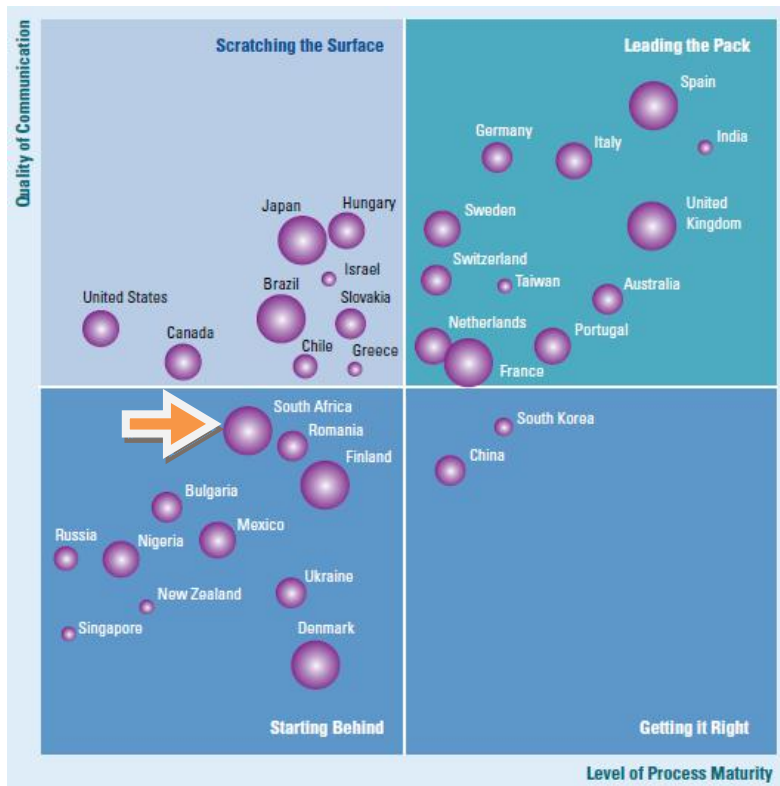 Quality of Communication
Scratching the Surface
Leading the Pack
Spain
Germany
Italy
India
Japan
Hungary
Sweden
United
Kingdom
Israel
Switzerland
Taiwan
Brazil
Slovakia
Australia
United States
Canada
Chile
Greece
Netherlands
Portugal
France
South Africa
Romania
Finland
South Korea
China
Bulgaria
Russia
Nigeria
Mexico
New Zealand
Ukraine
Singapore
Denmark
Starting Behind
Getting it Right
Level of Process Maturity